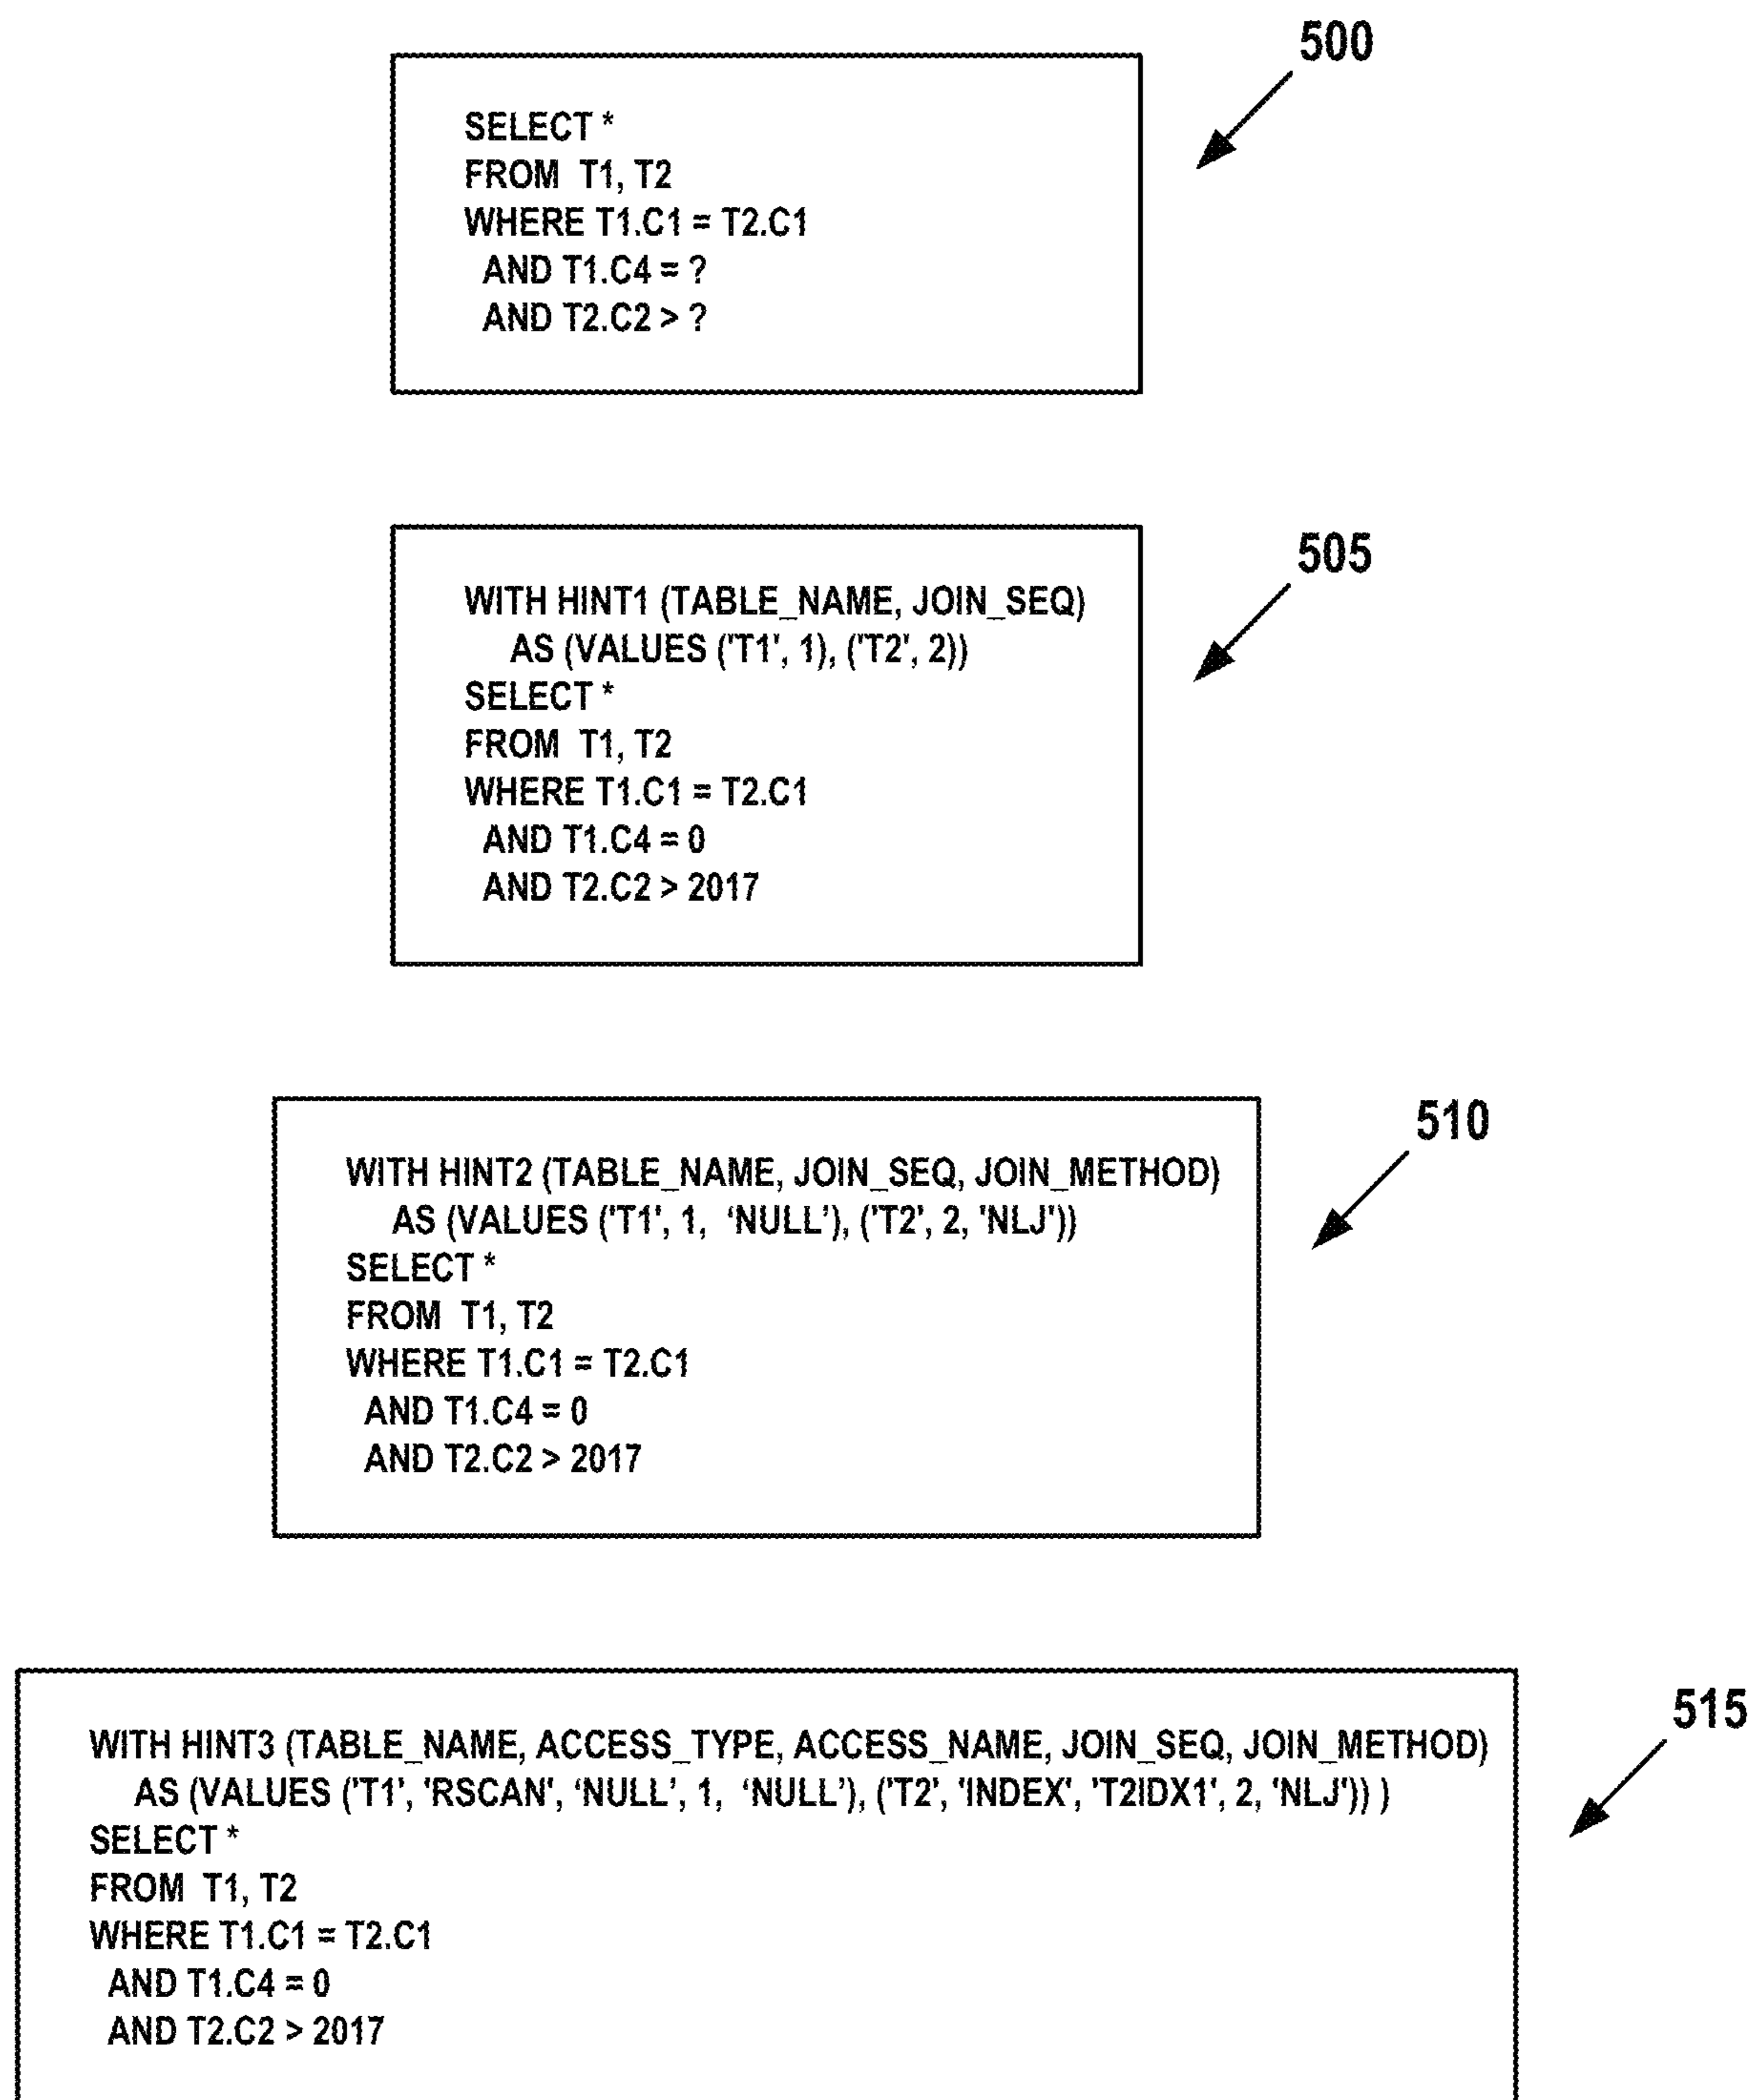 500
SELECT *
FROM T1, T2
WHERE T1.C1 = T2.C1
AND T1.C4 = ?
AND T2.C2 > ?
505
WITH HINT1 (TABLE_NAME, JOIN_SEQ)
AS (VALUES ('T1', 1), ('T2', 2))
SELECT *
FROM T1, T2
WHERE T1.C1 = T2.C1
AND T1.C4 = 0
AND T2.C2 > 2017
510
WITH HINT2 (TABLE_NAME, JOIN_SEQ, JOIN_METHOD)
AS (VALUES ('T1', 1, ‘NULL’), ('T2', 2, 'NLJ'))
SELECT *
FROM T1, T2
WHERE T1.C1 = T2.C1
AND T1.C4 = 0
AND T2.C2 > 2017
515
WITH HINT3 (TABLE_NAME, ACCESS_TYPE, ACCESS_NAME, JOIN_SEQ, JOIN_METHOD)
AS (VALUES ('T1', 'RSCAN', ‘NULL’, 1, ‘NULL’), ('T2', 'INDEX', 'T2IDX1', 2, 'NLJ')) )
SELECT *
FROM T1, T2
WHERE T1.C1 = T2.C1
AND T1.C4 = 0
AND T2.C2 > 2017